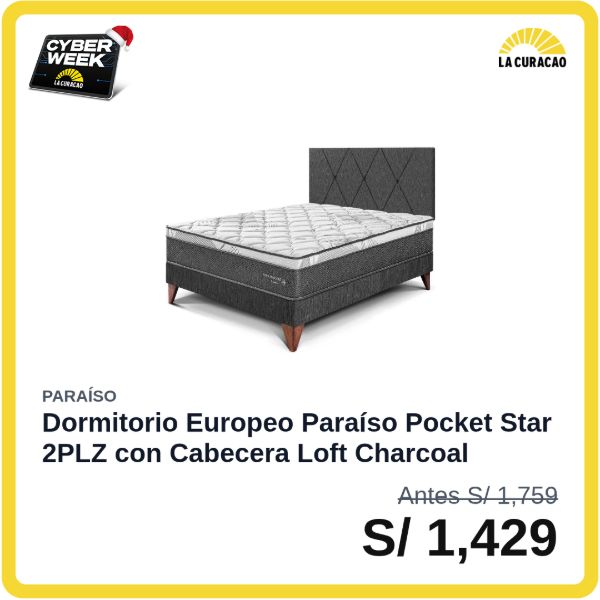 CYBER
WEEK
LA CURACAO
LA CURACAO
PARAÍSO
Dormitorio Europeo Paraíso Pocket Star
2PLZ con Cabecera Loft Charcoal
Antes S/ 1,759
S/ 1,429